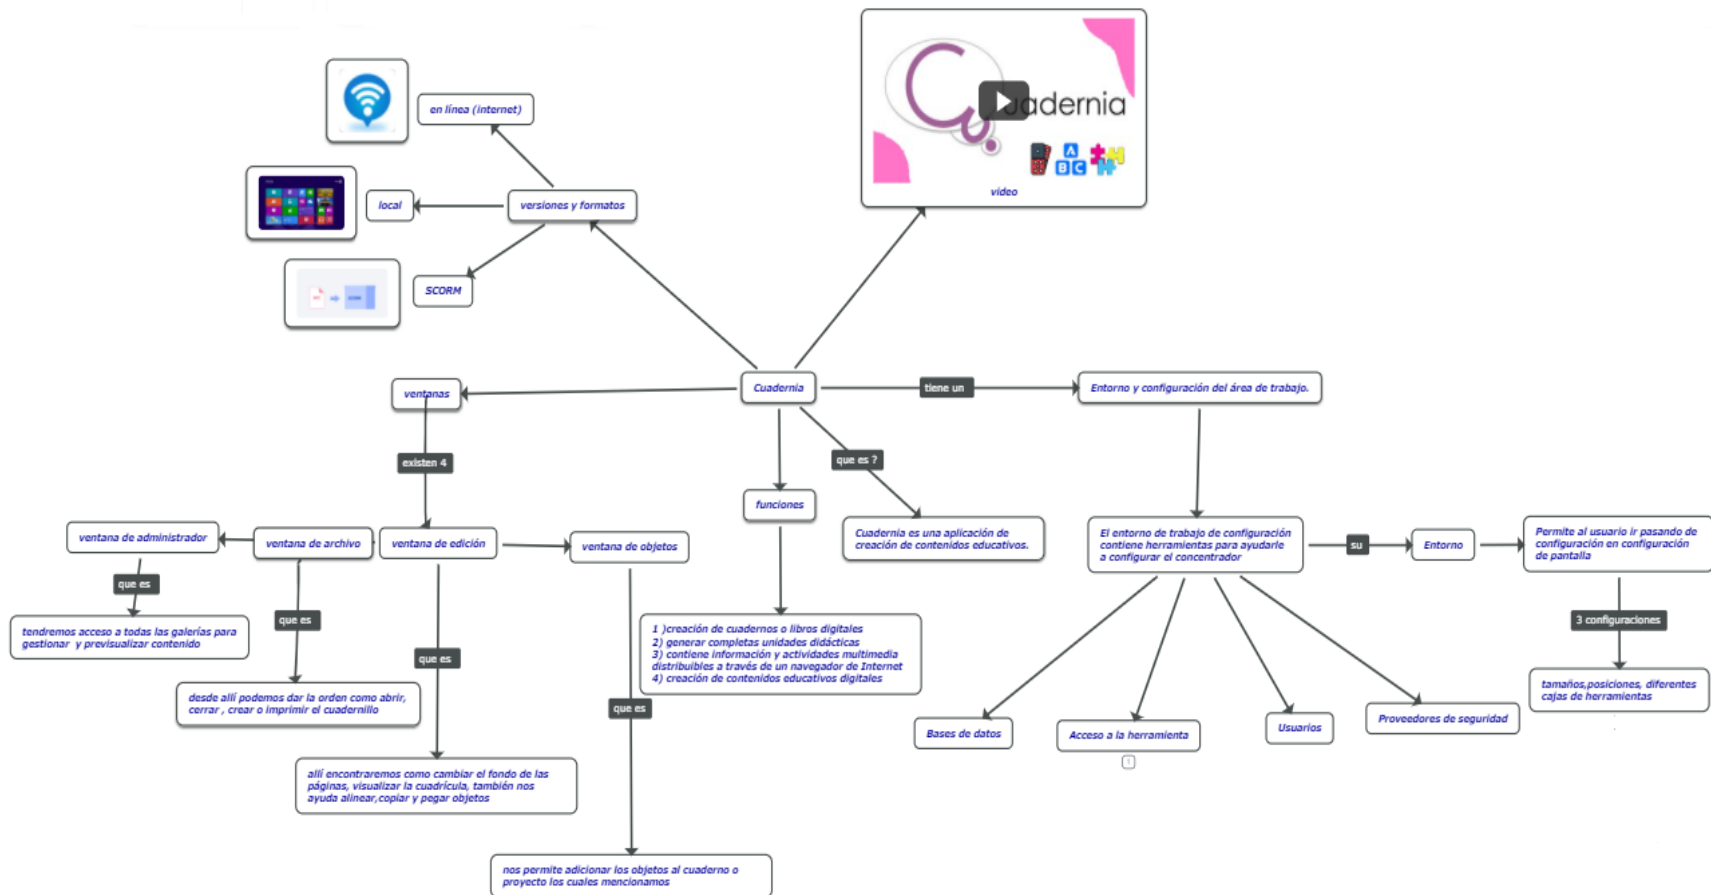 uadernia
A
B C
video
en línea (internet)
local
versiones y formatos
SCORM
ventanas
Cuadernia
tiene un
Entorno y configuración del área de trabajo.
existen 4
que es ?
funciones
Cuadernia es una aplicación de
creación de contenidos educativos.
ventana de administrador
ventana de archivo
ventana de edición
ventana de objetos
El entorno de trabajo de configuración
contiene herramientas para ayudarle
a configurar el concentrador
su
Entorno
Permite al usuario ir pasando de
configuración en configuración
de pantalla
que es
tendremos acceso a todas las galerías para
gestionar y previsualizar contenido
que es
desde allí podemos dar la orden como abrir,
cerrar , crear o imprimir el cuadernillo
que es
allí encontraremos como cambiar el fondo de las
páginas, visualizar la cuadrícula, también nos
ayuda alinear,copiar y pegar objetos
que es
nos permite adicionar los objetos al cuaderno o
proyecto los cuales mencionamos
1 )creación de cuadernos o libros digitales
2) generar completas unidades didácticas
3) contiene información y actividades multimedia
distribuibles a través de un navegador de Internet
4) creación de contenidos educativos digitales
3 configuraciones
tamaños,posiciones, diferentes
cajas de herramientas
Bases de datos
Acceso a la herramienta
Usuarios
Proveedores de seguridad